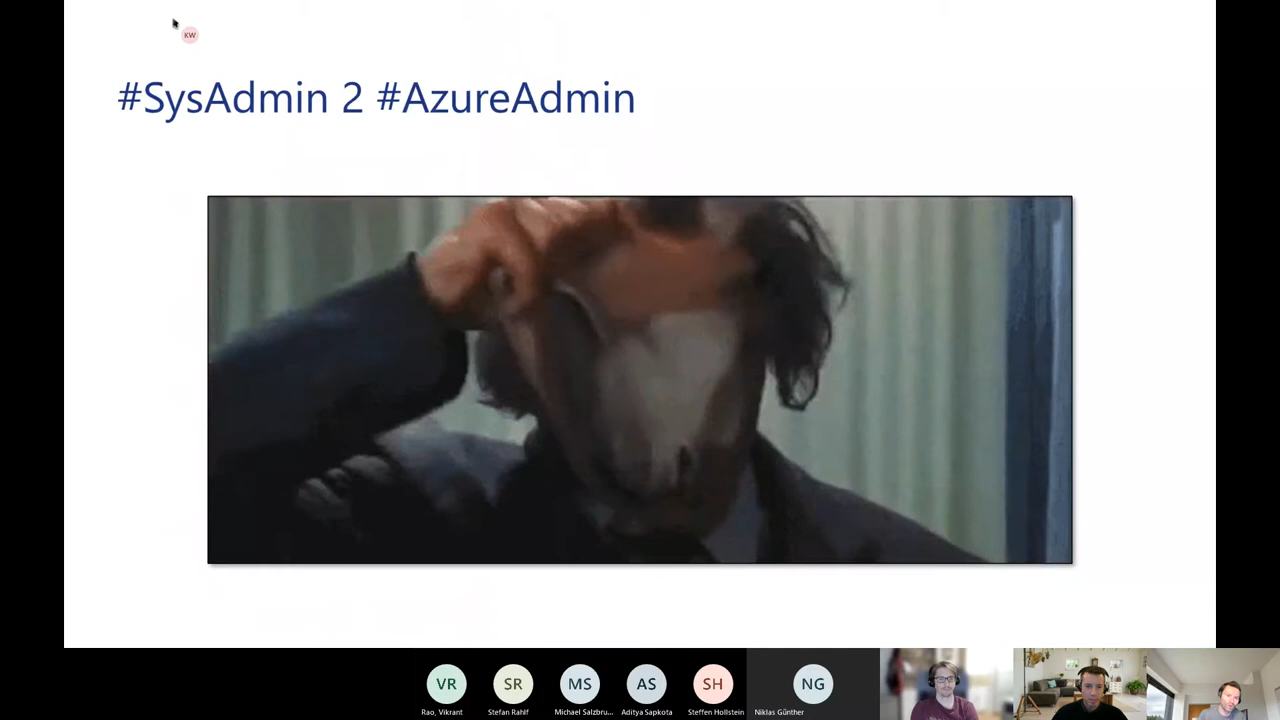 KW
#SysAdmin 2 #AzureAdmin
VR
SR
MS
AS
SH
NG
Rao, Vikrant
Stefan Rahlf
Michael Salzbru...
Aditya Sapkota
Steffen Hollstein
Niklas Günther